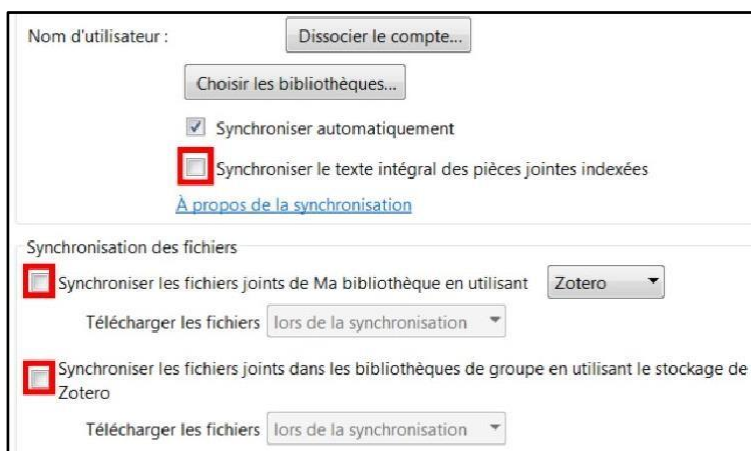 Nom d'utilisateur : Dissocier le compte...
Choisir les bibliothèques...
Synchroniser automatiquement
Synchroniser le texte intégral des pièces jointes indexées
À propos de la synchronisation
Synchronisation des fichiers
Synchroniser les fichiers joints de Ma bibliothèque en utilisant Zotero
Télécharger les fichiers lors de la synchronisation
Synchroniser les fichiers joints dans les bibliothèques de groupe en utilisant le stockage de
Zotero
Télécharger les fichiers lors de la synchronisation